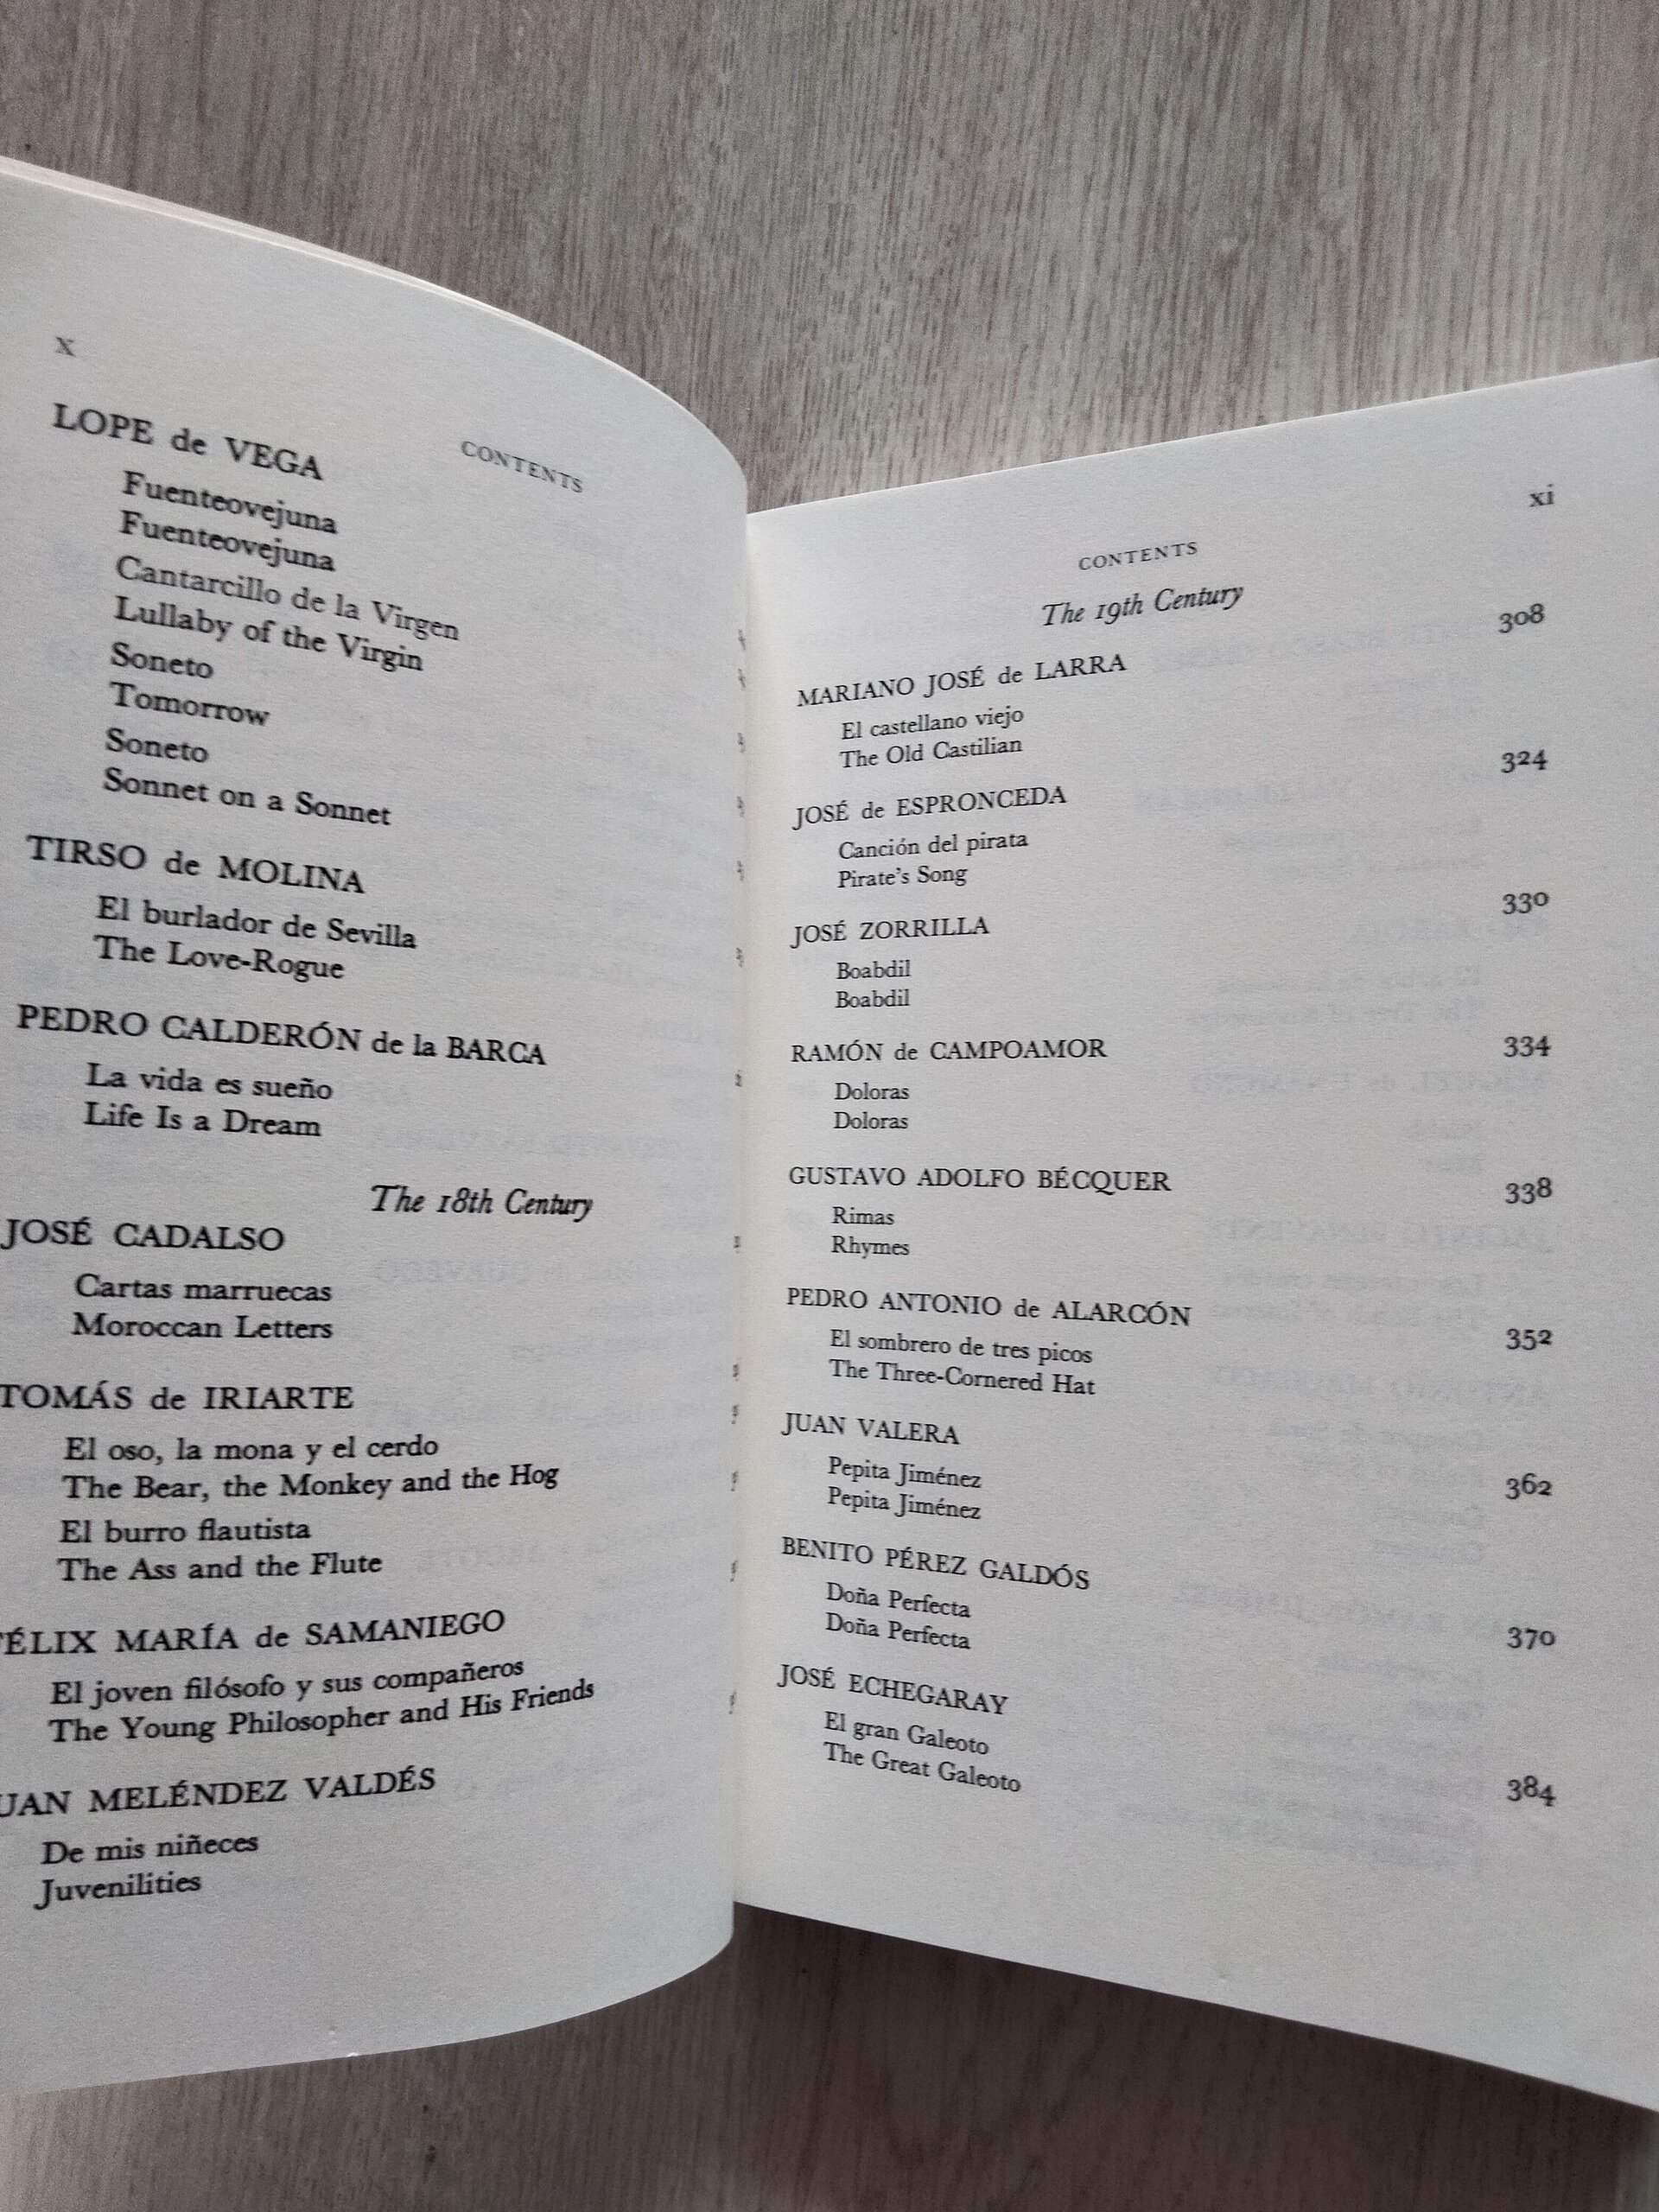 x
CONTENTS
LOPE de VEGA
Fuenteovejuna
Fuenteovejuna
Cantarcillo de la Virgen
Lullaby of the Virgin
Soneto
Tomorrow
Soneto
Sonnet on a Sonnet
TIRSO de MOLINA
El burlador de Sevilla
The Love-Rogue
PEDRO CALDERÓN de la BARCA
La vida es sueño
Life Is a Dream
The 18th Century
JOSÉ CADALSO
Cartas marruecas
Moroccan Letters
TOMÁS de IRIARTE
El oso, la mona y el cerdo
The Bear, the Monkey and the Hog
El burro flautista
The Ass and the Flute
FÉLIX MARÍA de SAMANIEGO
El joven filósofo y sus compañeros
The Young Philosopher and His Friends
JUAN MELÉNDEZ VALDÉS
De mis niñeces
Juvenilities
xi
CONTENTS
The 19th Century
MARIANO JOSÉ de LARRA 308
El castellano viejo
The Old Castilian
JOSÉ de ESPRONCEDA 324
Canción del pirata
Pirate's Song
JOSÉ ZORRILLA 330
Boabdil
Boabdil
RAMÓN de CAMPOAMOR 334
Doloras
Doloras
GUSTAVO ADOLFO BÉCQUER 338
Rimas
Rhymes
PEDRO ANTONIO de ALARCÓN 352
El sombrero de tres picos
The Three-Cornered Hat
JUAN VALERA 362
Pepita Jiménez
Pepita Jiménez
BENITO PÉREZ GALDÓS 370
Doña Perfecta
Doña Perfecta
JOSÉ ECHEGARAY 384
El gran Galeoto
The Great Galeoto